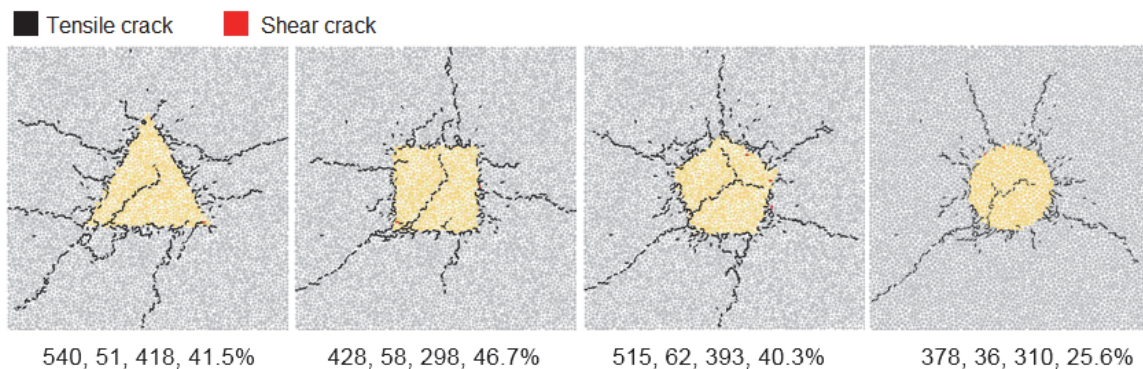 Tensile crack
Shear crack
540, 51, 418, 41.5%
428, 58, 298, 46.7%
515, 62, 393, 40.3%
378, 36, 310, 25.6%